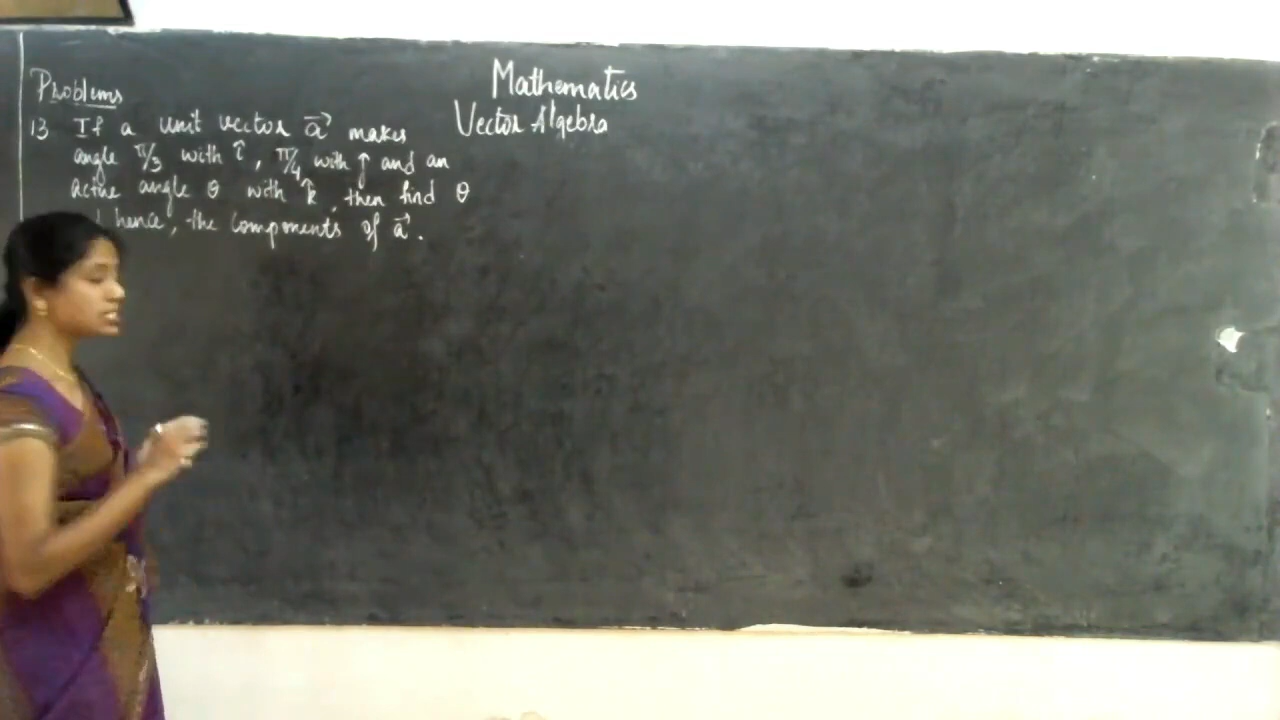 Mathematics
Vector Algebra
Problems
13 If a unit vector a⃗ makes
angle π/3 with î, π/4 with ĵ and an
acute angle θ with k̂, then find θ
hence, the components of a⃗.